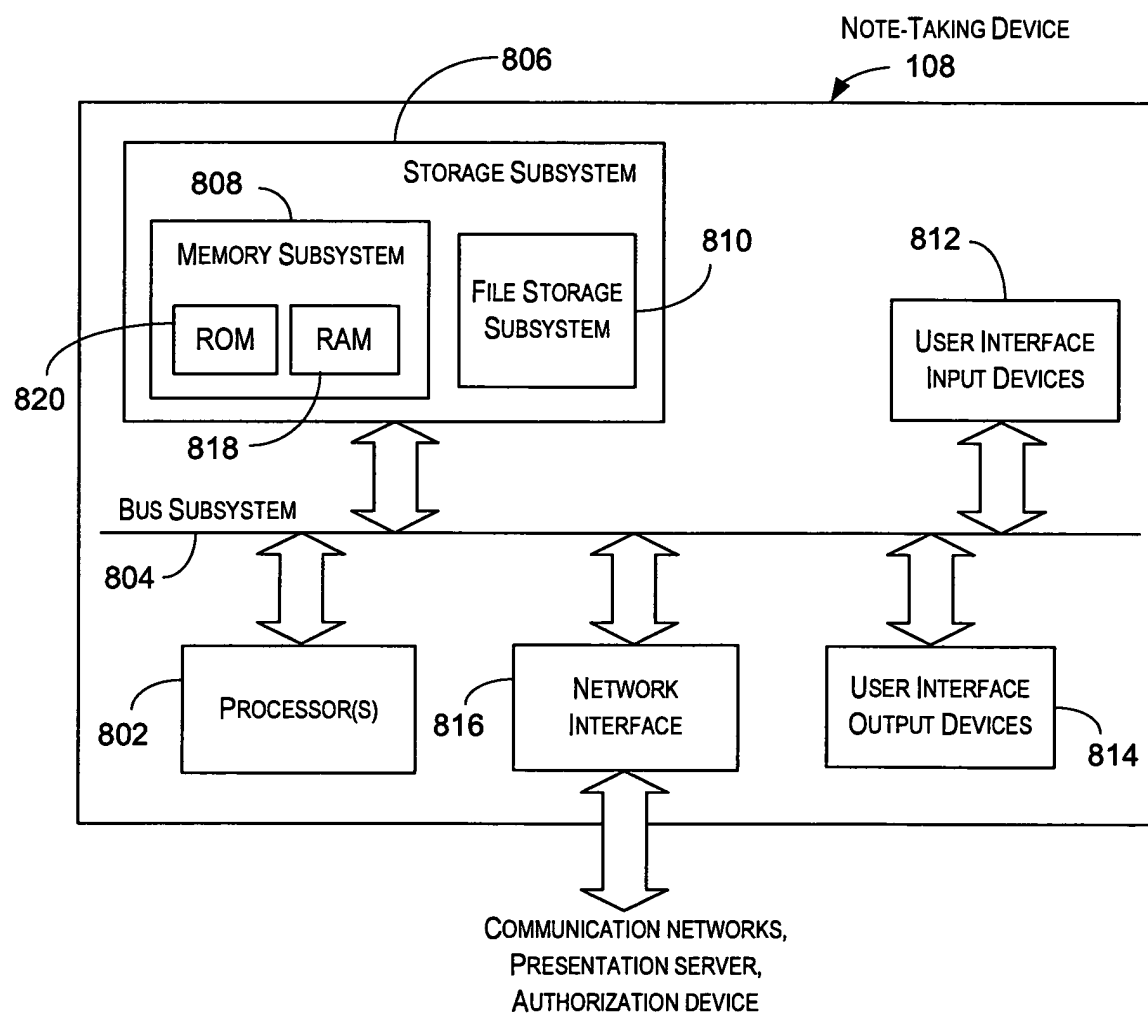 NOTE-TAKING DEVICE
108
806
STORAGE SUBSYSTEM
808
MEMORY SUBSYSTEM
810
FILE STORAGE
SUBSYSTEM
812
ROM
RAM
USER INTERFACE
INPUT DEVICES
820
818
BUS SUBSYSTEM
804
PROCESSOR(S)
802
NETWORK
INTERFACE
816
USER INTERFACE
OUTPUT DEVICES
814
COMMUNICATION NETWORKS,
PRESENTATION SERVER,
AUTHORIZATION DEVICE